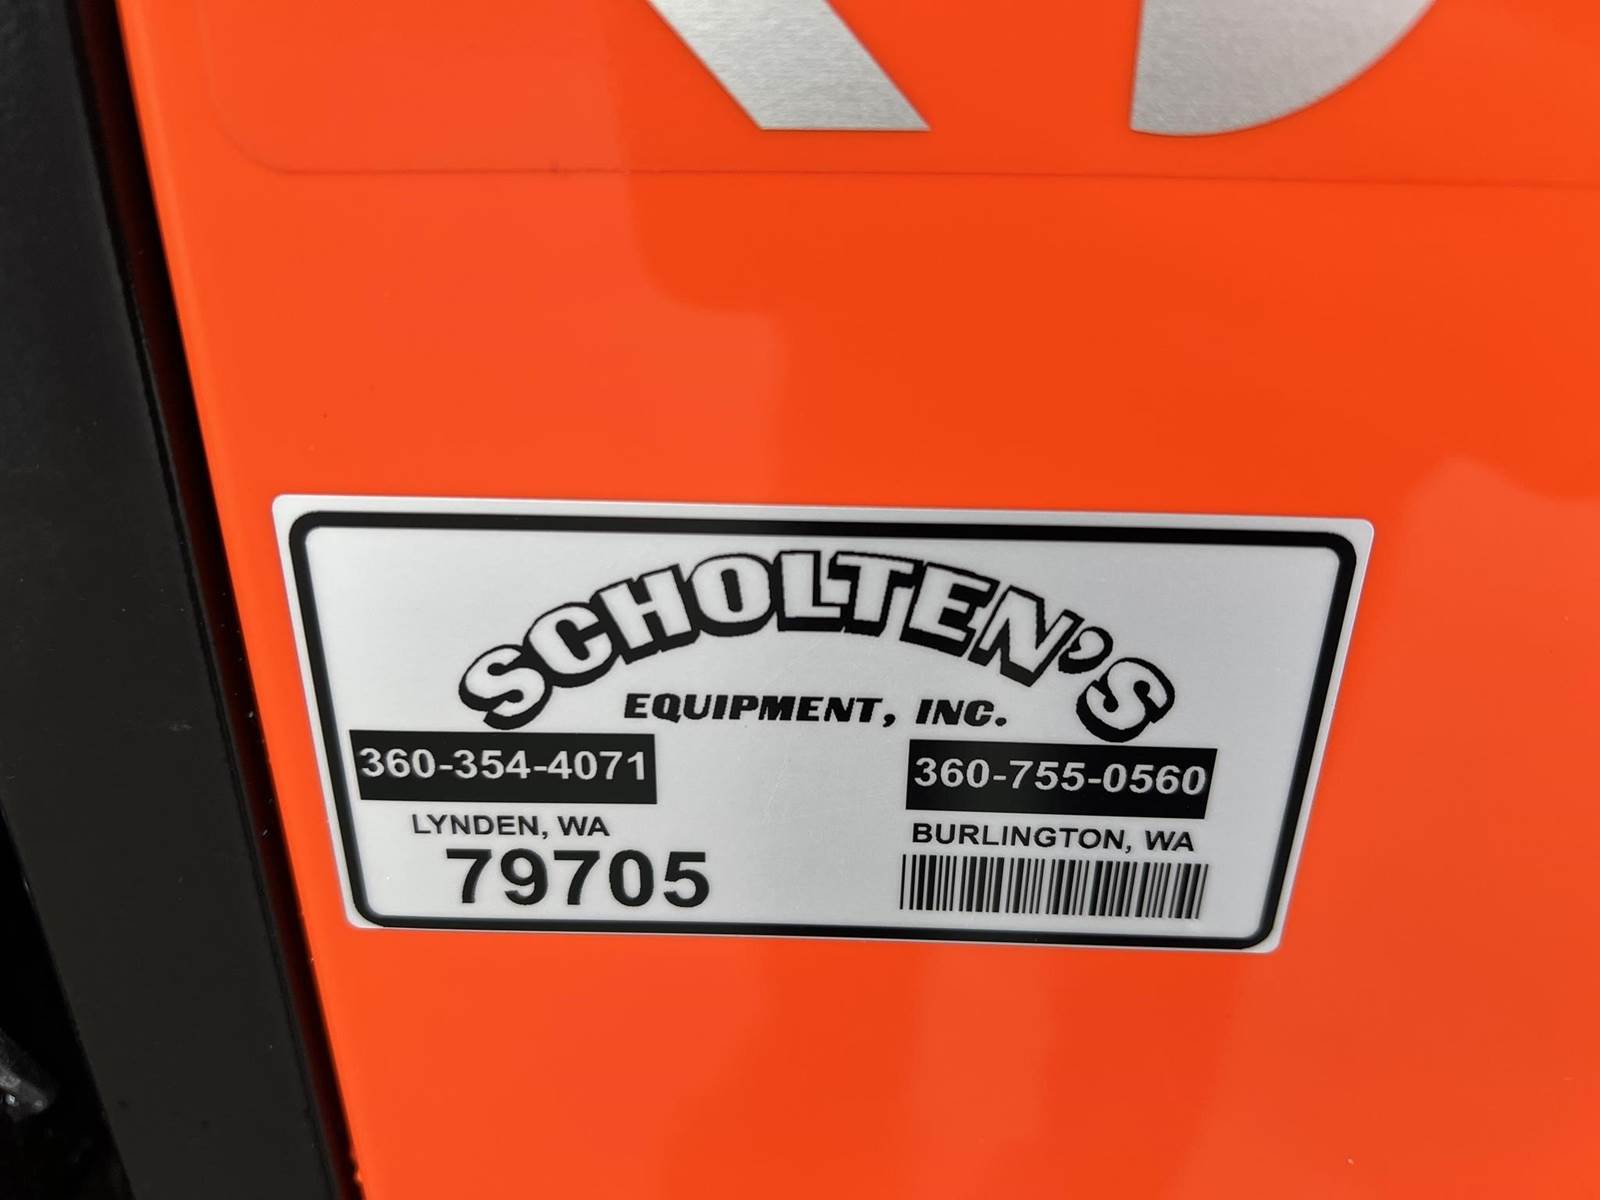 SCHOLTEN'S
EQUIPMENT, INC.
360-354-4071
360-755-0560
LYNDEN, WA
BURLINGTON, WA
79705